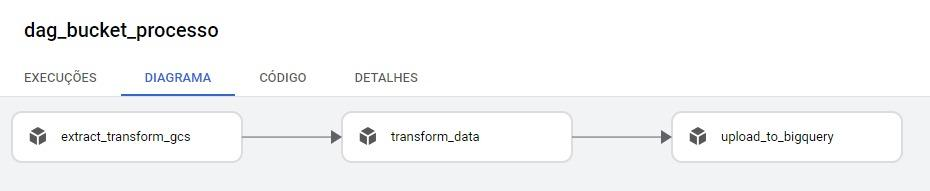 dag_bucket_processo
EXECUÇÕES DIAGRAMA CÓDIGO DETALHES
extract_transform_gcs transform_data upload_to_bigquery